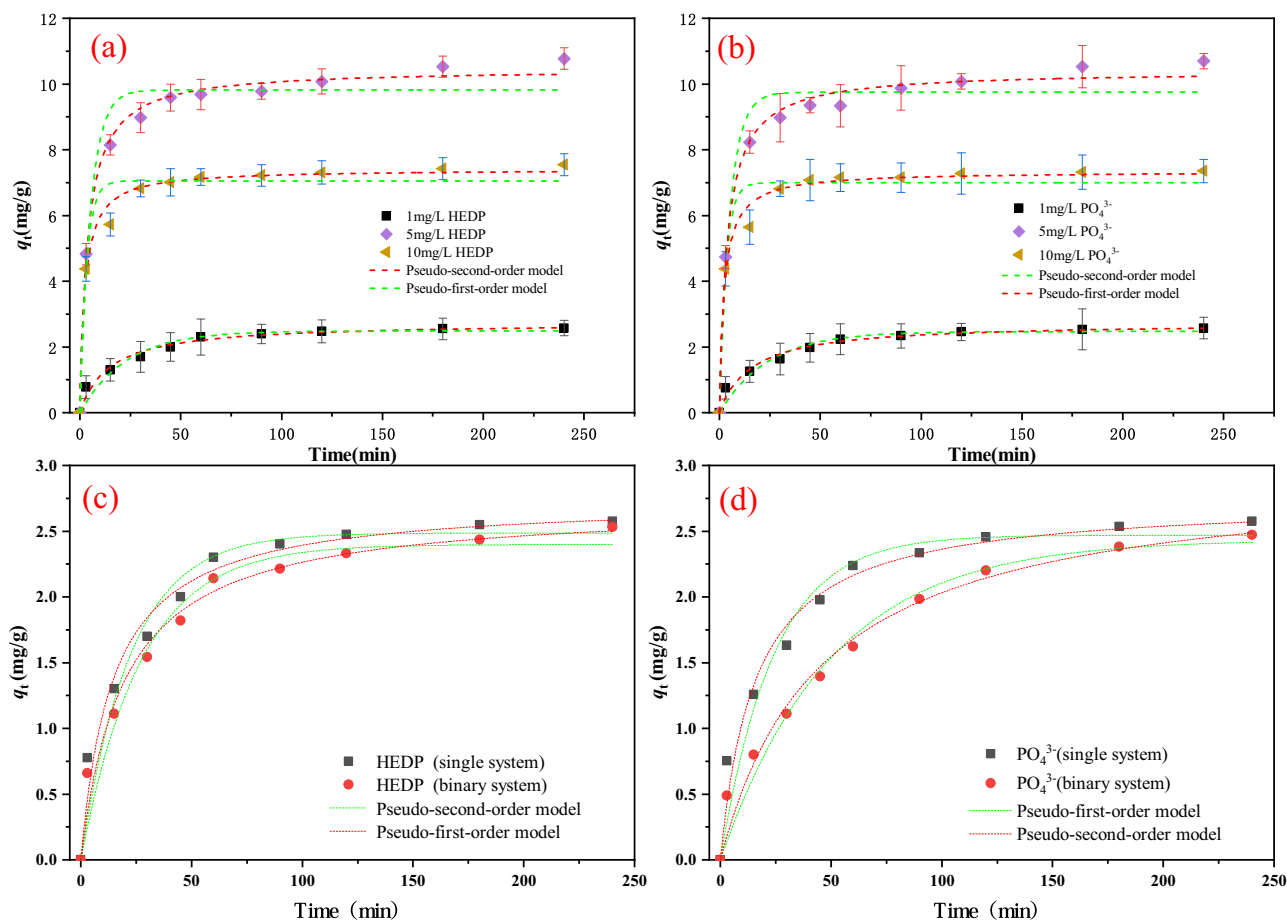 (a)
12
10
8
6
4
2
0
qt(mg/g)
1mg/L HEDP
5mg/L HEDP
10mg/L HEDP
Pseudo-second-order model
Pseudo-first-order model
0 50 100 150 200 250
Time(min)
(b)
12
10
8
6
4
2
0
qt(mg/g)
1mg/L PO₄³⁻
5mg/L PO₄³⁻
10mg/L PO₄³⁻
Pseudo-second-order model
Pseudo-first-order model
0 50 100 150 200 250
Time(min)
(c)
3.0
2.5
2.0
1.5
1.0
0.5
0.0
qt (mg/g)
HEDP (single system)
HEDP (binary system)
Pseudo-second-order model
Pseudo-first-order model
0 50 100 150 200 250
Time (min)
(d)
3.0
2.5
2.0
1.5
1.0
0.5
0.0
qt (mg/g)
PO₄³⁻(single system)
PO₄³⁻(binary system)
Pseudo-first-order model
Pseudo-second-order model
0 50 100 150 200 250
Time (min)